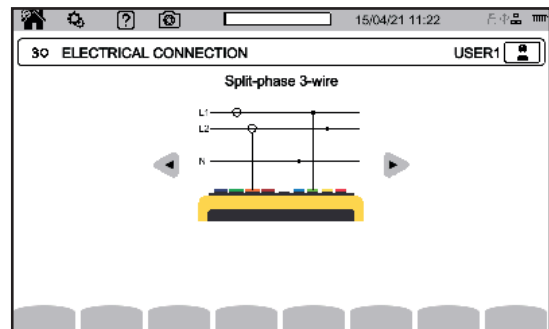 15/04/21 11:22
3Φ ELECTRICAL CONNECTION USER1
Split-phase 3-wire
L1
L2
N